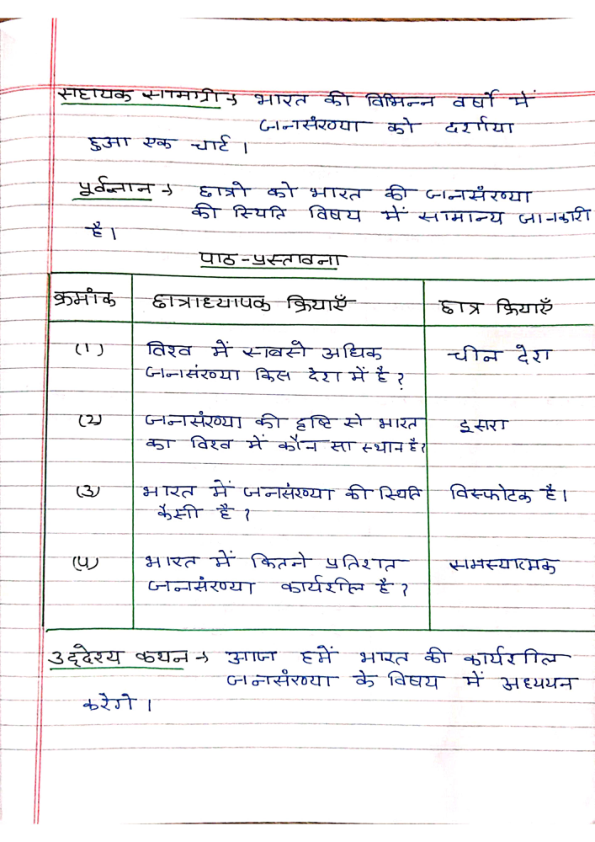 सहायक सामग्री → भारत की विभिन्न वर्षो में
जनसंख्या को दर्शाया
हुआ एक चार्ट ।
पूर्वज्ञान → छात्रो को भारत की जनसंख्या
की स्थिति विषय में सामान्य जानकारी
है ।
पाठ-प्रस्तावना
क्रमांक छात्राध्यापक क्रियाएँ छात्र क्रियाएँ
(1) विश्व में सबसे अधिक चीन देश
जनसंख्या किस देश में है ?
(2) जनसंख्या की दृष्टि से भारत दूसरा
का विश्व में कौन सा स्थान है ?
(3) भारत में जनसंख्या की स्थिति विस्फोटक है ।
कैसी है ?
(4) भारत में कितने प्रतिशत समस्यात्मक
जनसंख्या कार्यशील है ?
उद्देश्य कथन → आज हमें भारत की कार्यशील
जनसंख्या के विषय में अध्ययन
करेगे ।